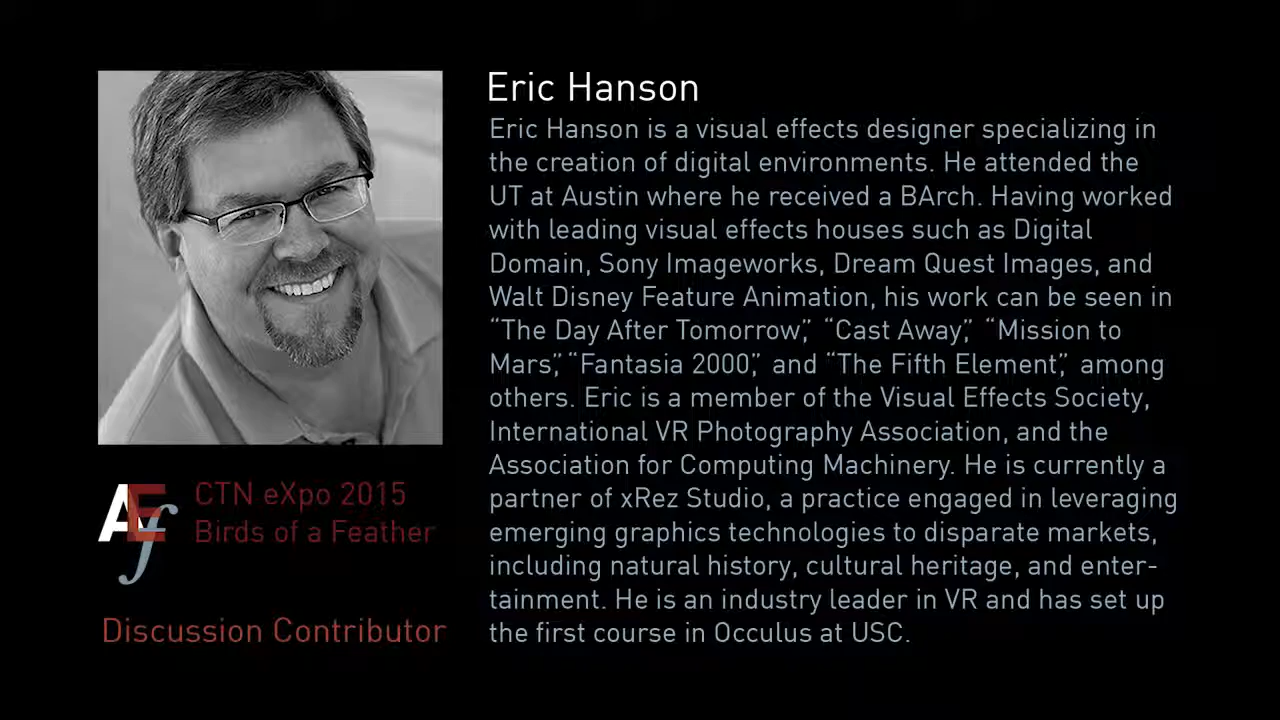 Eric Hanson
Eric Hanson is a visual effects designer specializing in
the creation of digital environments. He attended the
UT at Austin where he received a BArch. Having worked
with leading visual effects houses such as Digital
Domain, Sony Imageworks, Dream Quest Images, and
Walt Disney Feature Animation, his work can be seen in
“The Day After Tomorrow,” “Cast Away,” “Mission to
Mars,” “Fantasia 2000,” and “The Fifth Element,” among
others. Eric is a member of the Visual Effects Society,
International VR Photography Association, and the
Association for Computing Machinery. He is currently a
partner of xRez Studio, a practice engaged in leveraging
emerging graphics technologies to disparate markets,
including natural history, cultural heritage, and enter-
tainment. He is an industry leader in VR and has set up
the first course in Occulus at USC.
AEf
CTN eXpo 2015
Birds of a Feather
Discussion Contributor